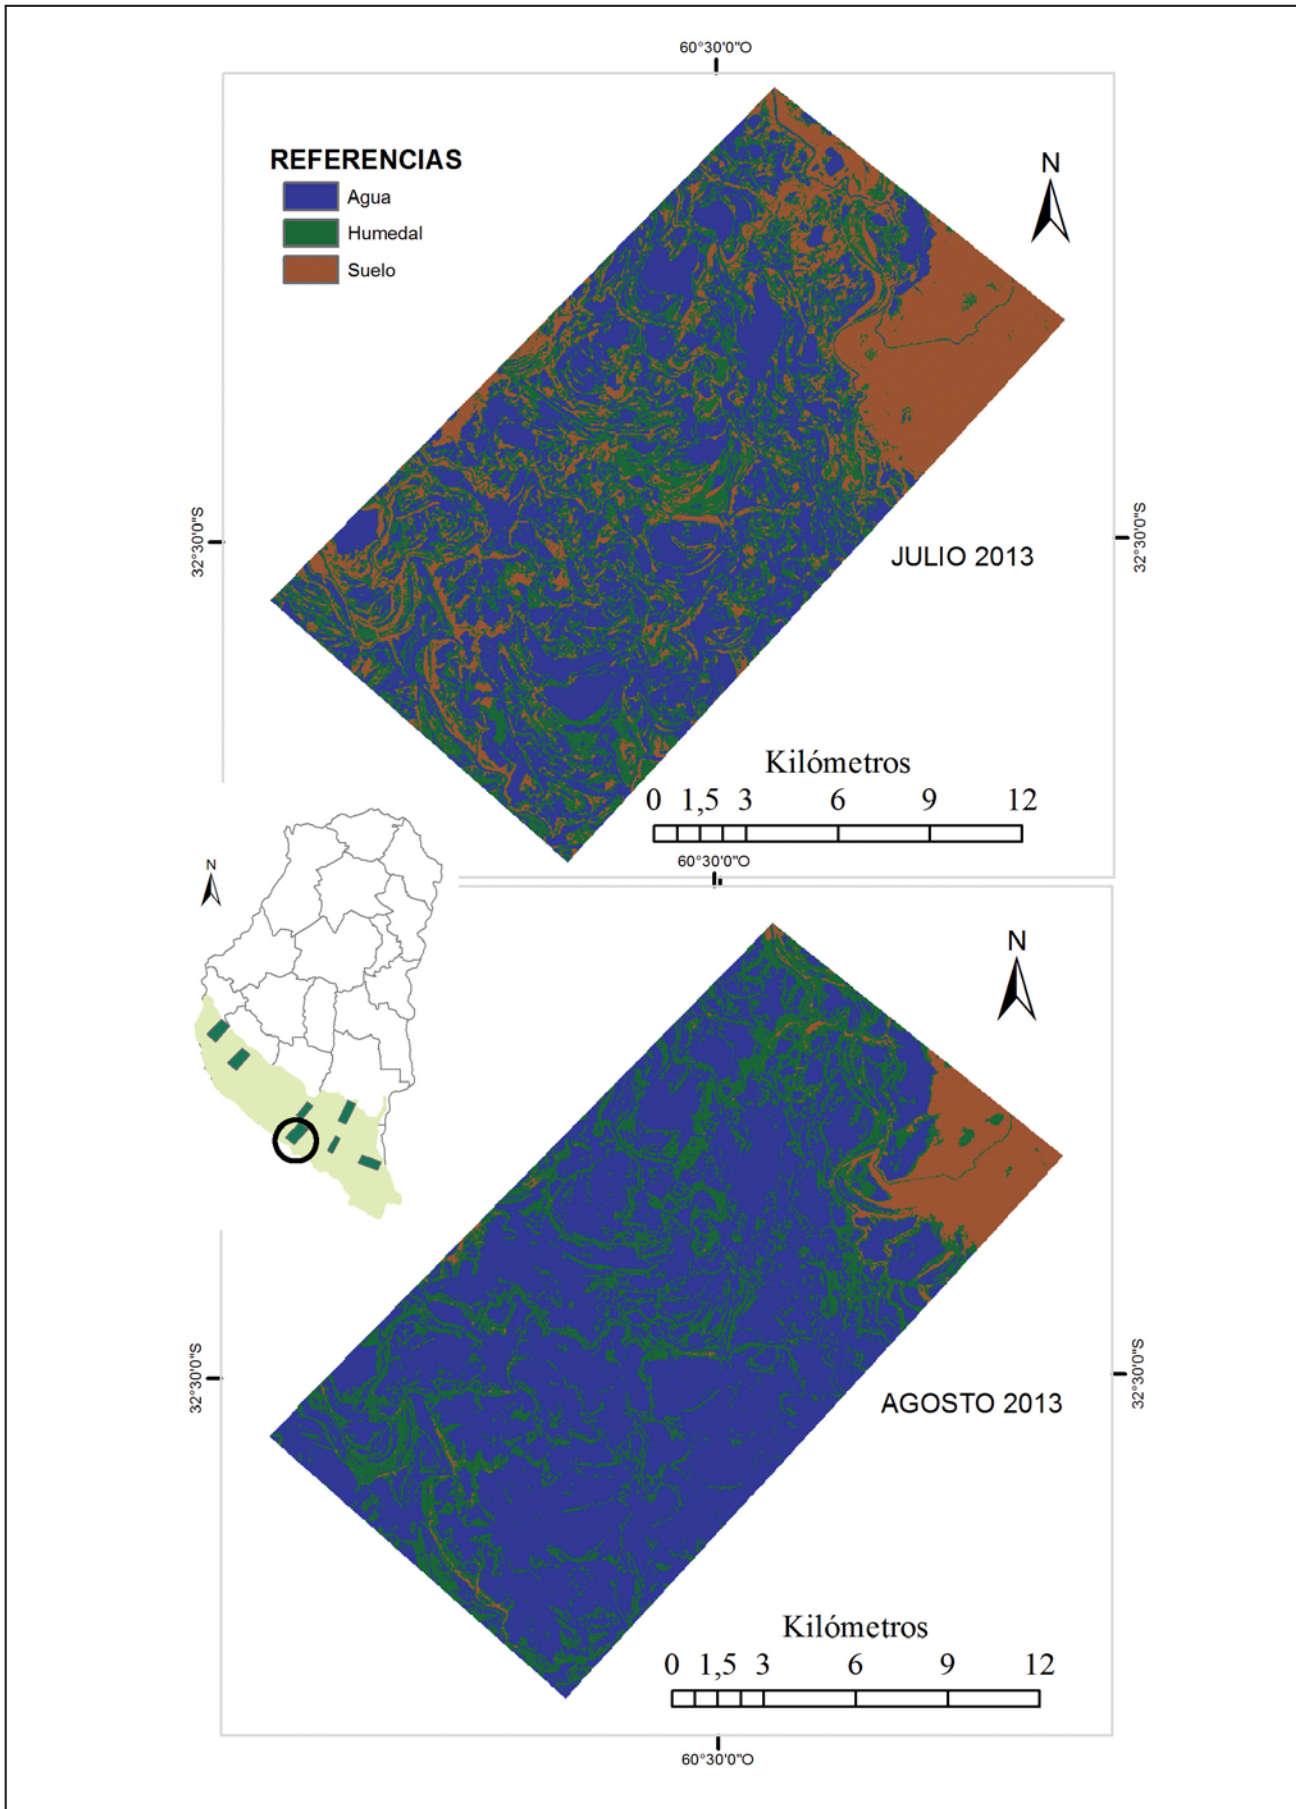 60°30'0"O
REFERENCIAS
Agua
Humedal
Suelo
N
32°30'0"S
32°30'0"S
JULIO 2013
Kilómetros
0 1,5 3 6 9 12
60°30'0"O
N
N
32°30'0"S
32°30'0"S
AGOSTO 2013
Kilómetros
0 1,5 3 6 9 12
60°30'0"O